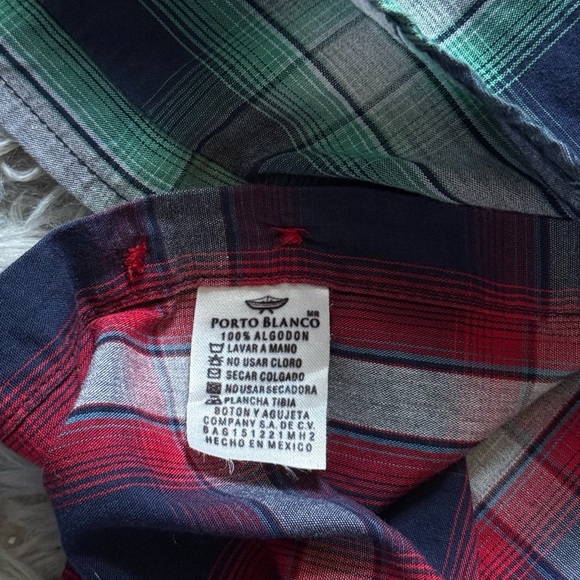 PORTO BLANCO MR
100% ALGODON
LAVAR A MANO
NO USAR CLORO
SECAR COLGADO
NO USAR SECADORA
PLANCHA TIBIA
BOTON Y AGUJETA
COMPANY S.A. DE C.V.
BAG151221MH2
HECHO EN MEXICO